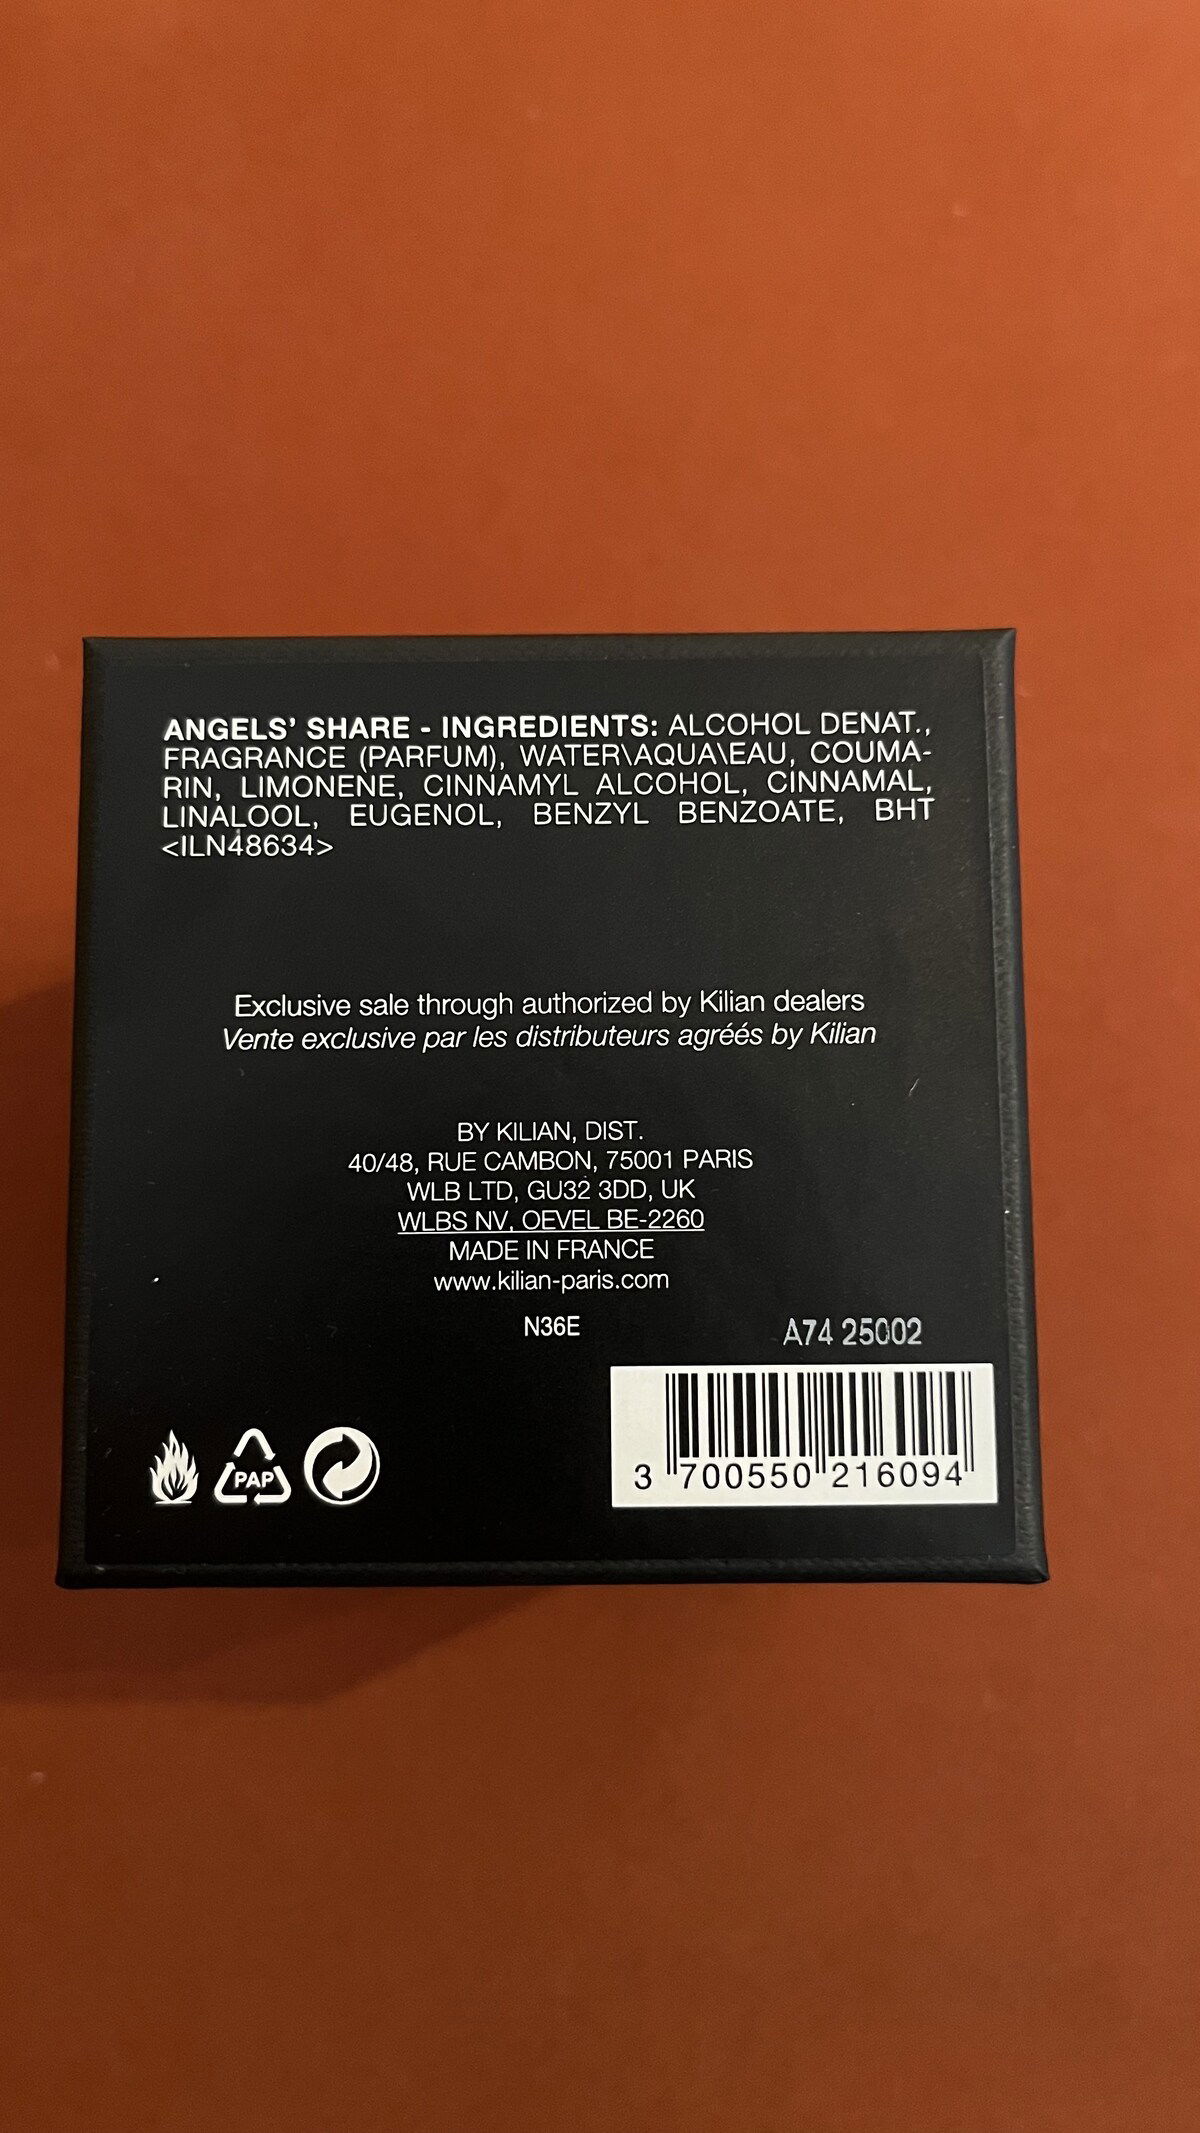 ANGELS' SHARE - INGREDIENTS: ALCOHOL DENAT.,
FRAGRANCE (PARFUM), WATER\AQUA\EAU, COUMA-
RIN, LIMONENE, CINNAMYL ALCOHOL, CINNAMAL,
LINALOOL, EUGENOL, BENZYL BENZOATE, BHT
<ILN48634>
Exclusive sale through authorized by Kilian dealers
Vente exclusive par les distributeurs agréés by Kilian
BY KILIAN, DIST.
40/48, RUE CAMBON, 75001 PARIS
WLB LTD, GU32 3DD, UK
WLBS NV, OEVEL BE-2260
MADE IN FRANCE
www.kilian-paris.com
N36E
A74 25002
PAP
3 700550 216094